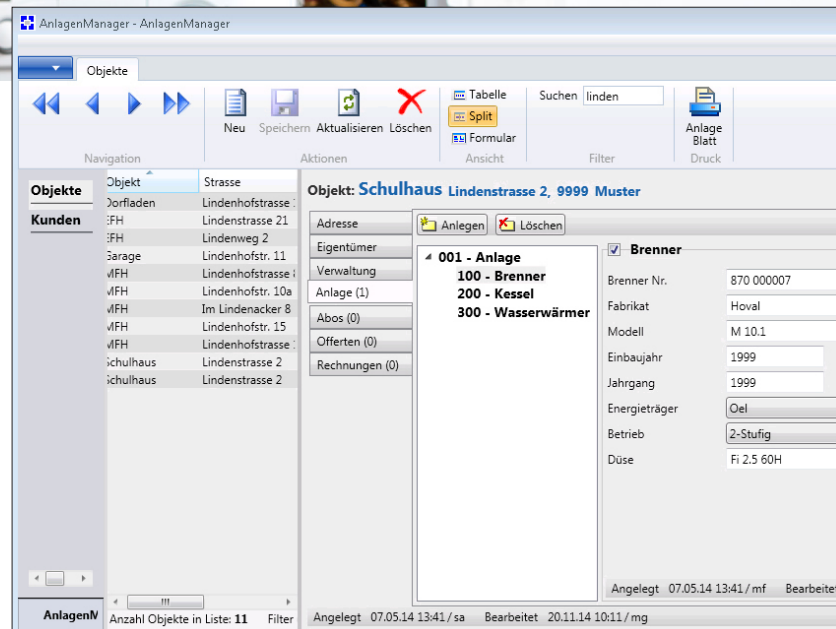 AnlagenManager - AnlagenManager
Objekte
Neu Speichern Aktualisieren Löschen
Tabelle
Split
Formular
Suchen linden
Anlage
Blatt
Navigation Aktionen Ansicht Filter Druck
Objekte
Kunden
Objekt Strasse
Dorfladen Lindenhofstrasse
EFH Lindenstrasse 21
EFH Lindenweg 2
Garage Lindenhofstr. 11
MFH Lindenhofstrasse
MFH Lindenhofstr. 10a
MFH Im Lindenacker 8
MFH Lindenhofstr. 15
MFH Lindenhofstrasse
Schulhaus Lindenstrasse 2
Schulhaus Lindenstrasse 2
Objekt: Schulhaus Lindenstrasse 2, 9999 Muster
Adresse
Eigentümer
Verwaltung
Anlage (1)
Abos (0)
Offerten (0)
Rechnungen (0)
Anlegen Löschen
001 - Anlage
100 - Brenner
200 - Kessel
300 - Wasserwärmer
Brenner
Brenner Nr. 870 000007
Fabrikat Hoval
Modell M 10.1
Einbaujahr 1999
Jahrgang 1999
Energieträger Oel
Betrieb 2-Stufig
Düse Fi 2.5 60H
Angelegt 07.05.14 13:41 / mf Bearbeitet
AnlagenM Anzahl Objekte in Liste: 11 Filter
Angelegt 07.05.14 13:41 / sa Bearbeitet 20.11.14 10:11 / mg